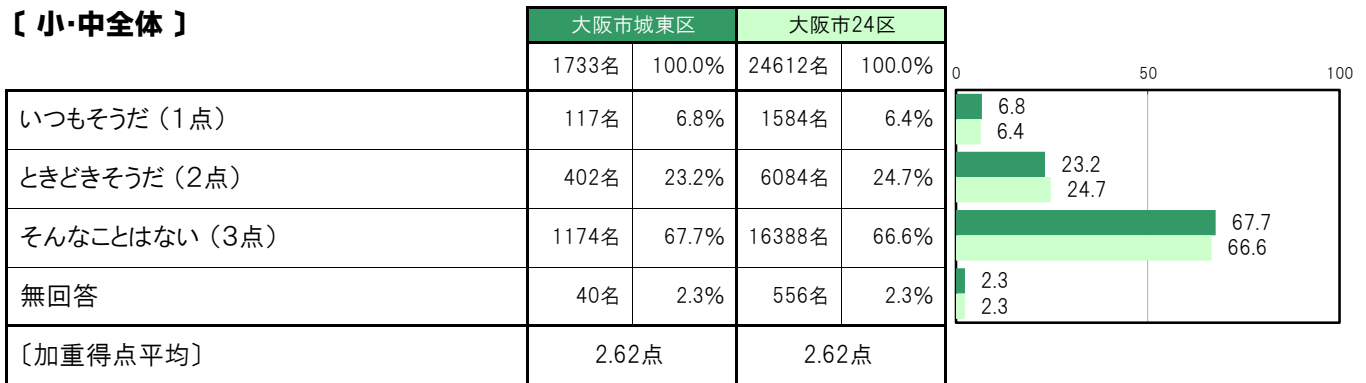 〔 小・中全体 〕
大阪市城東区 大阪市24区
1733名 100.0% 24612名 100.0%
0 50 100
いつもそうだ（1点） 117名 6.8% 1584名 6.4% 6.8
6.4
ときどきそうだ（2点） 402名 23.2% 6084名 24.7% 23.2
24.7
そんなことはない（3点） 1174名 67.7% 16388名 66.6% 67.7
66.6
無回答 40名 2.3% 556名 2.3% 2.3
2.3
〔加重得点平均〕 2.62点 2.62点